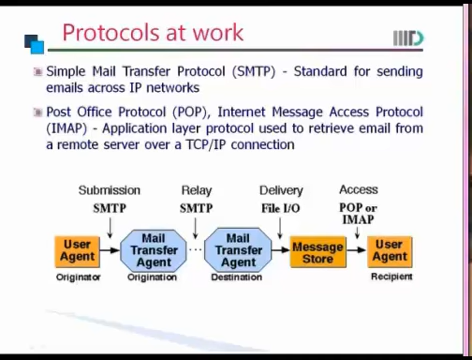 Protocols at work
Simple Mail Transfer Protocol (SMTP) - Standard for sending
emails across IP networks
Post Office Protocol (POP), Internet Message Access Protocol
(IMAP) - Application layer protocol used to retrieve email from
a remote server over a TCP/IP connection
Submission Relay Delivery Access
SMTP SMTP File I/O POP or
IMAP
User
Agent
Mail
Transfer
Agent
...
Mail
Transfer
Agent
Message
Store
User
Agent
Originator Origination Destination Recipient